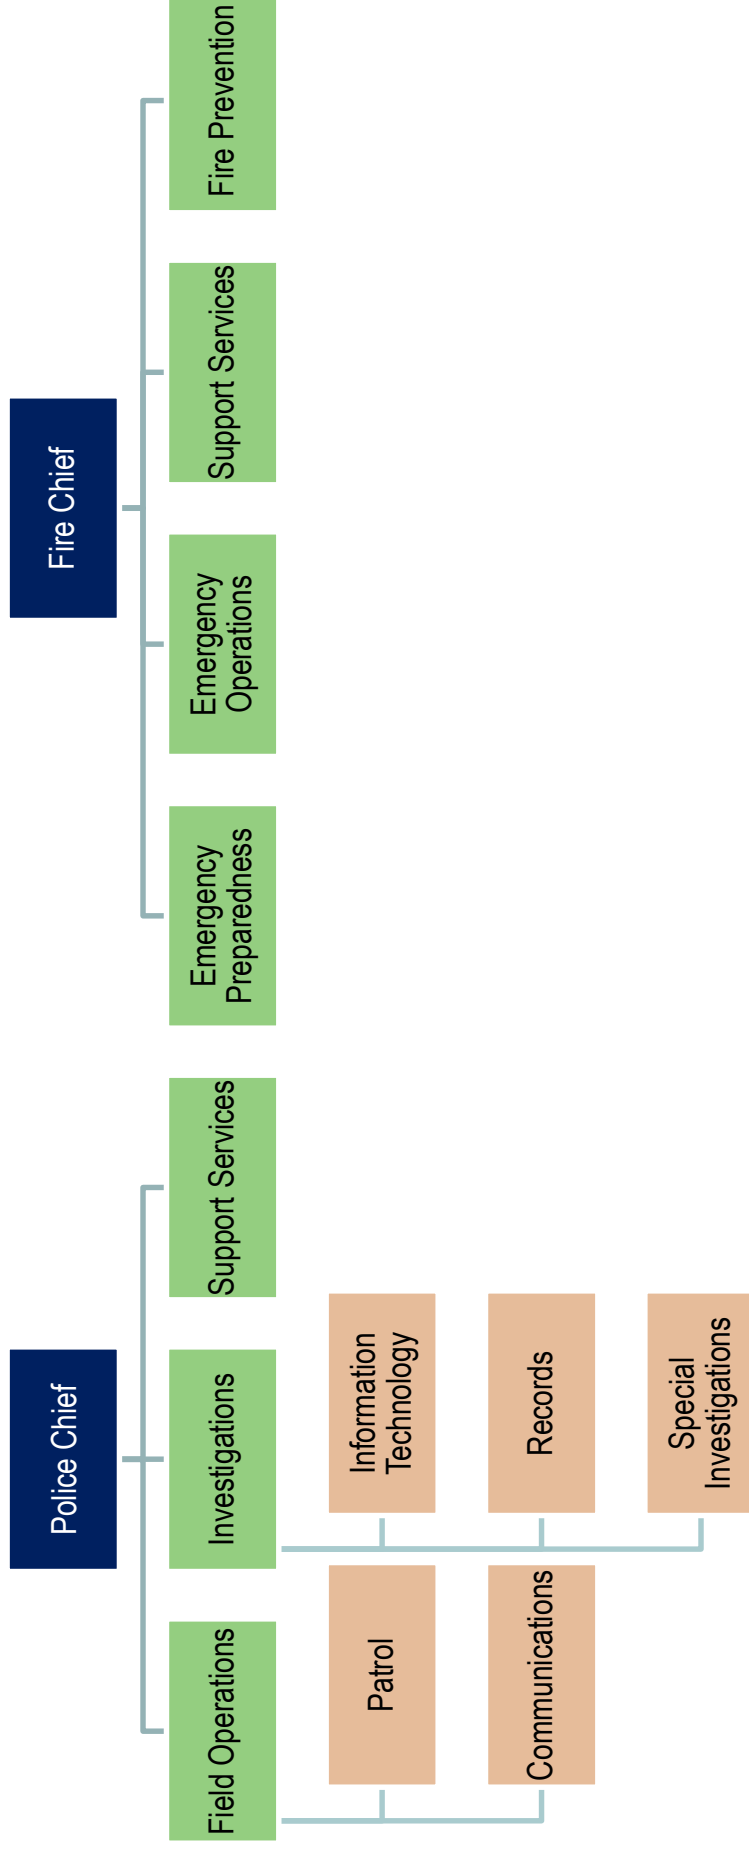 Police Chief
Fire Chief
Field Operations
Investigations
Support Services
Emergency
Preparedness
Emergency
Operations
Support Services
Fire Prevention
Patrol
Information
Technology
Communications
Records
Special
Investigations